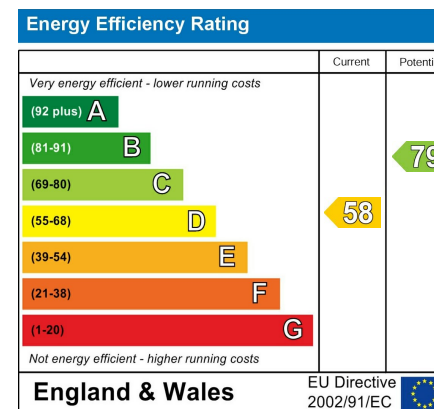 Energy Efficiency Rating
Current Potenti
Very energy efficient - lower running costs
(92 plus) A
(81-91) B
(69-80) C
(55-68) D
(39-54) E
(21-38) F
(1-20) G
58
79
Not energy efficient - higher running costs
England & Wales
EU Directive
2002/91/EC